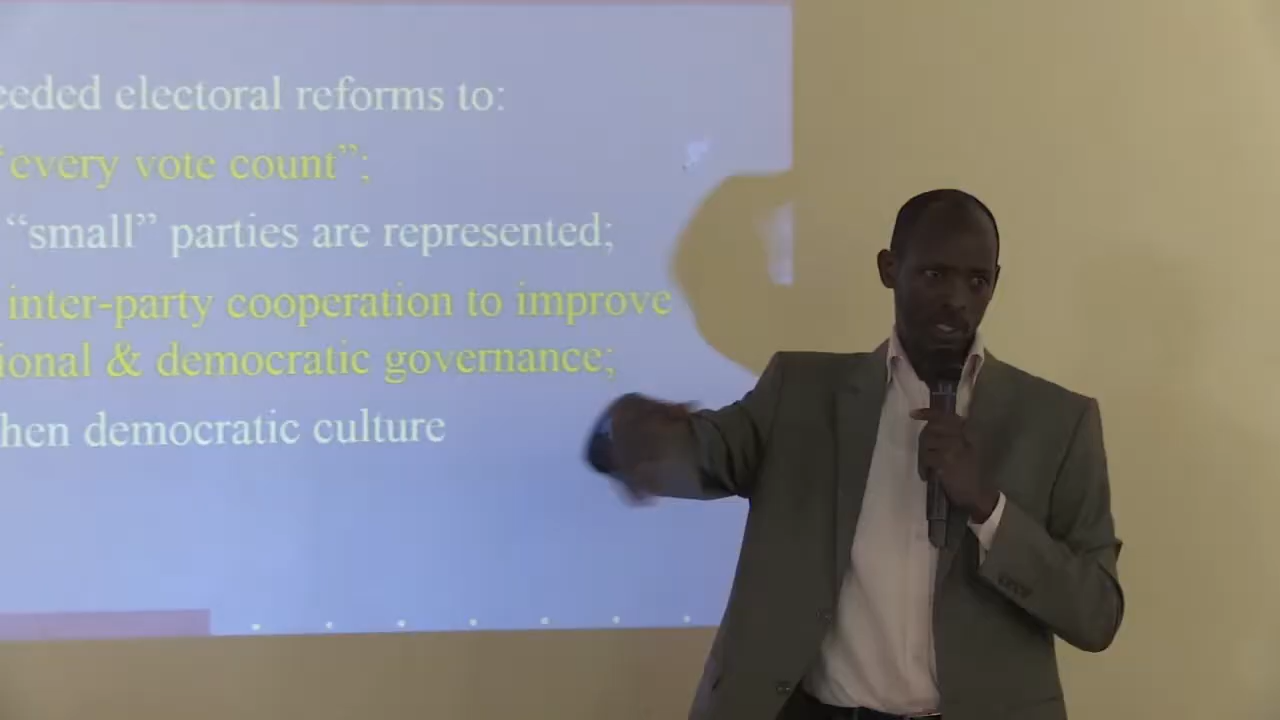 eeded electoral reforms to:
“every vote count”;
“small” parties are represented;
inter-party cooperation to improve
ional & democratic governance;
hen democratic culture